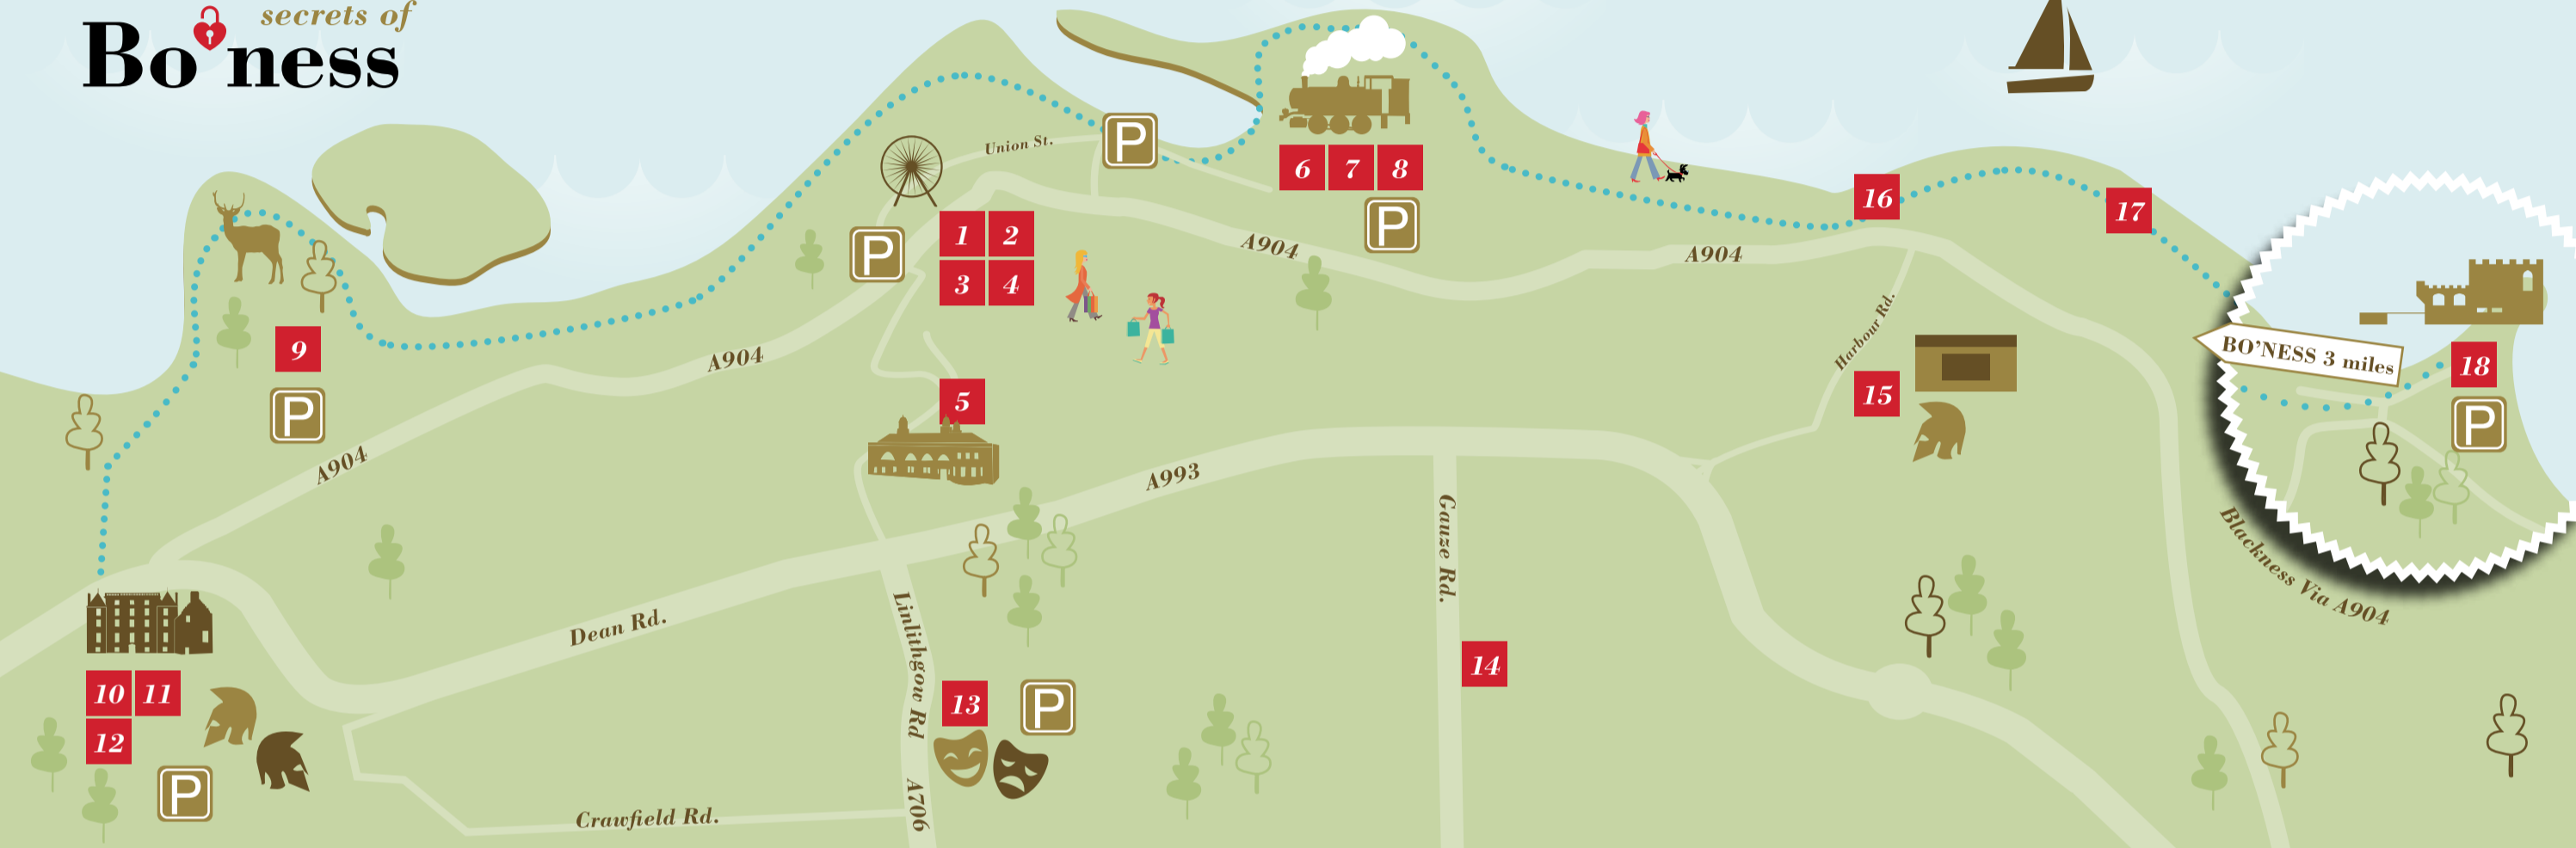 secrets of
Bo'ness
Union St.
P
6 7 8
16
17
P
1 2
P
A904
A904
3 4
Harbour Rd.
9
A904
BO'NESS 3 miles
18
P
5
15
P
A904
A993
Gauze Rd.
Blackness Via A904
Dean Rd.
Linlithgow Rd
14
10 11
13
P
12
P
A706
Crawfield Rd.